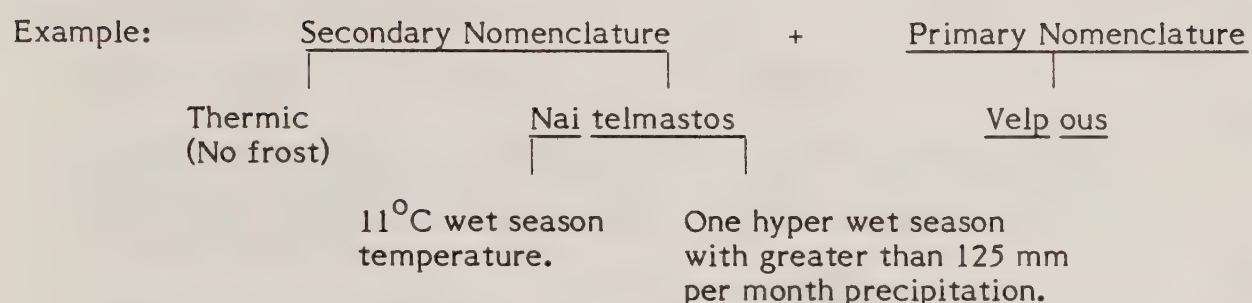 Example: Secondary Nomenclature + Primary Nomenclature
Thermic Nai telmastos Velp ous
(No frost)
11°C wet season One hyper wet season
temperature. with greater than 125 mm
per month precipitation.